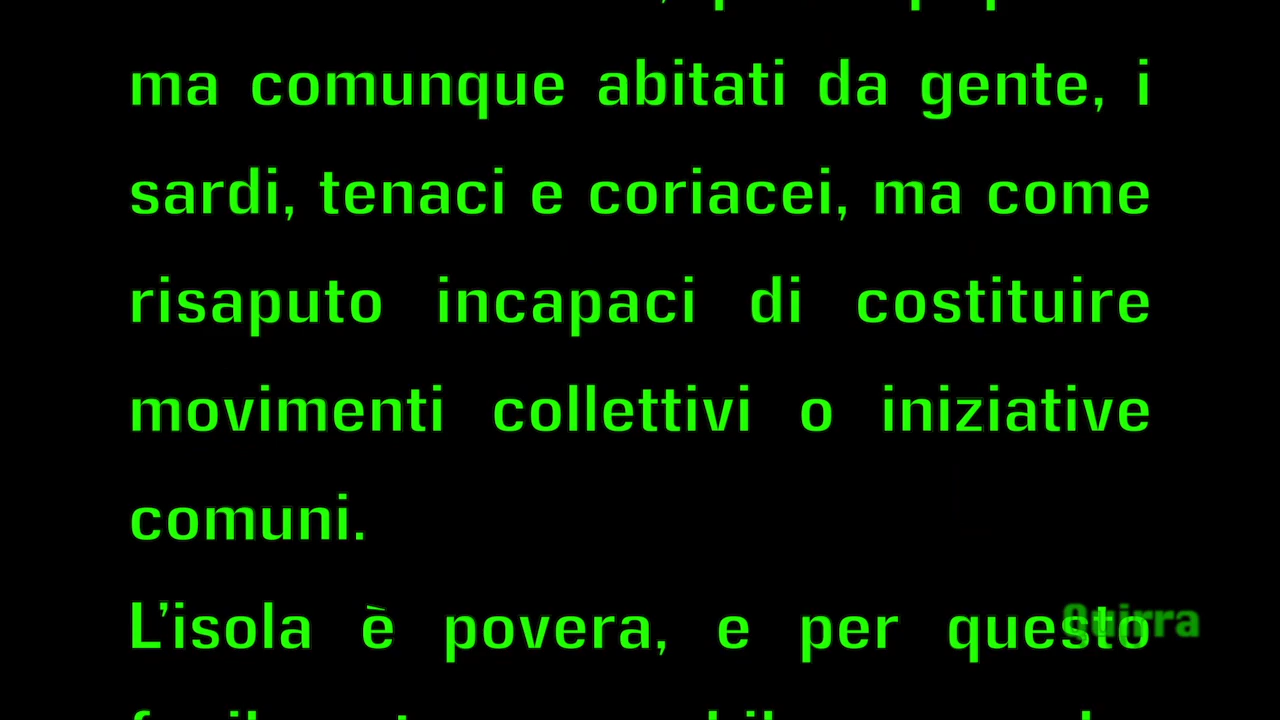 ma comunque abitati da gente, i
sardi, tenaci e coriacei, ma come
risaputo incapaci di costituire
movimenti collettivi o iniziative
comuni.
L’isola è povera, e per questo
Quirra